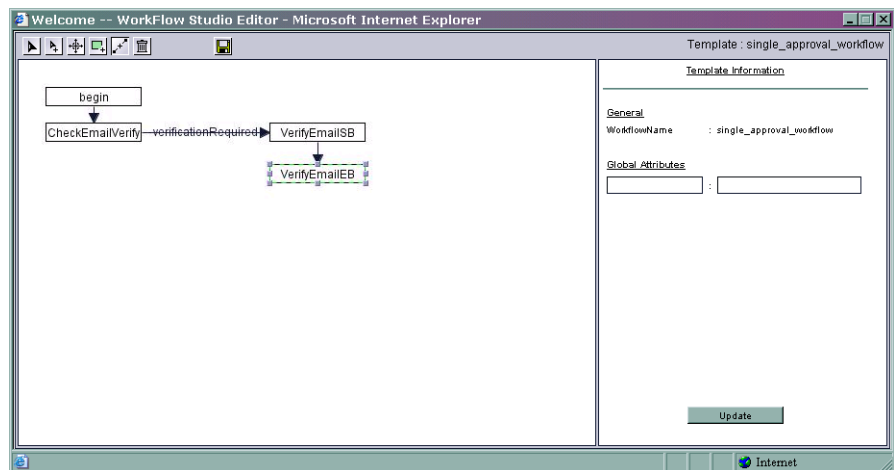 Welcome -- WorkFlow Studio Editor - Microsoft Internet Explorer
Template : single_approval_workflow
begin
CheckEmailVerify
verificationRequired
VerifyEmailSB
VerifyEmailEB
Template Information
General
WorkflowName : single_approval_workflow
Global Attributes
:
Update
Internet